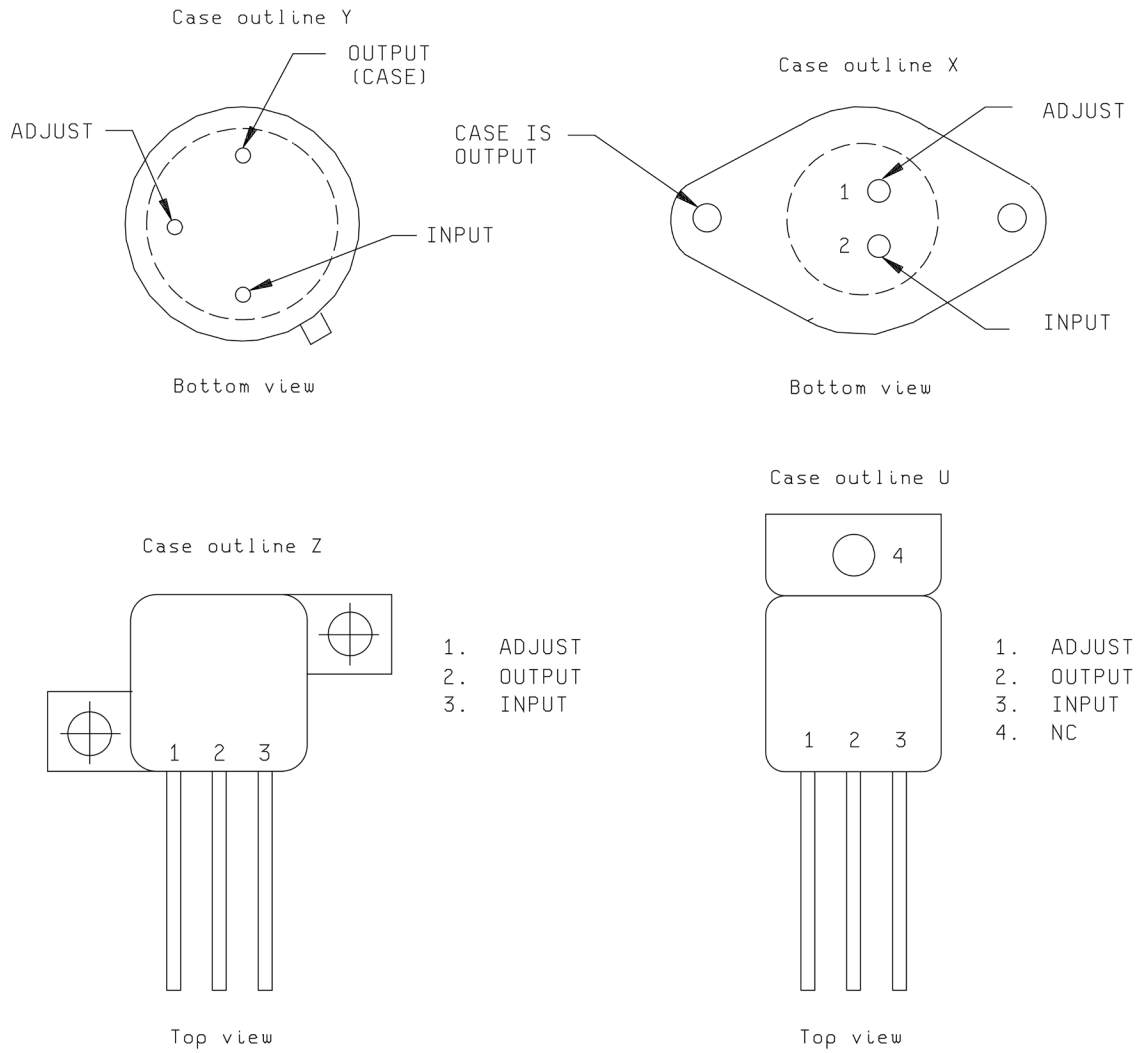 Case outline Y
OUTPUT
(CASE)
ADJUST
INPUT
Bottom view
Case outline X
ADJUST
CASE IS
OUTPUT
1
2
INPUT
Bottom view
Case outline Z
1. ADJUST
2. OUTPUT
3. INPUT
1 2 3
Top view
Case outline U
4
1. ADJUST
2. OUTPUT
3. INPUT
4. NC
1 2 3
Top view